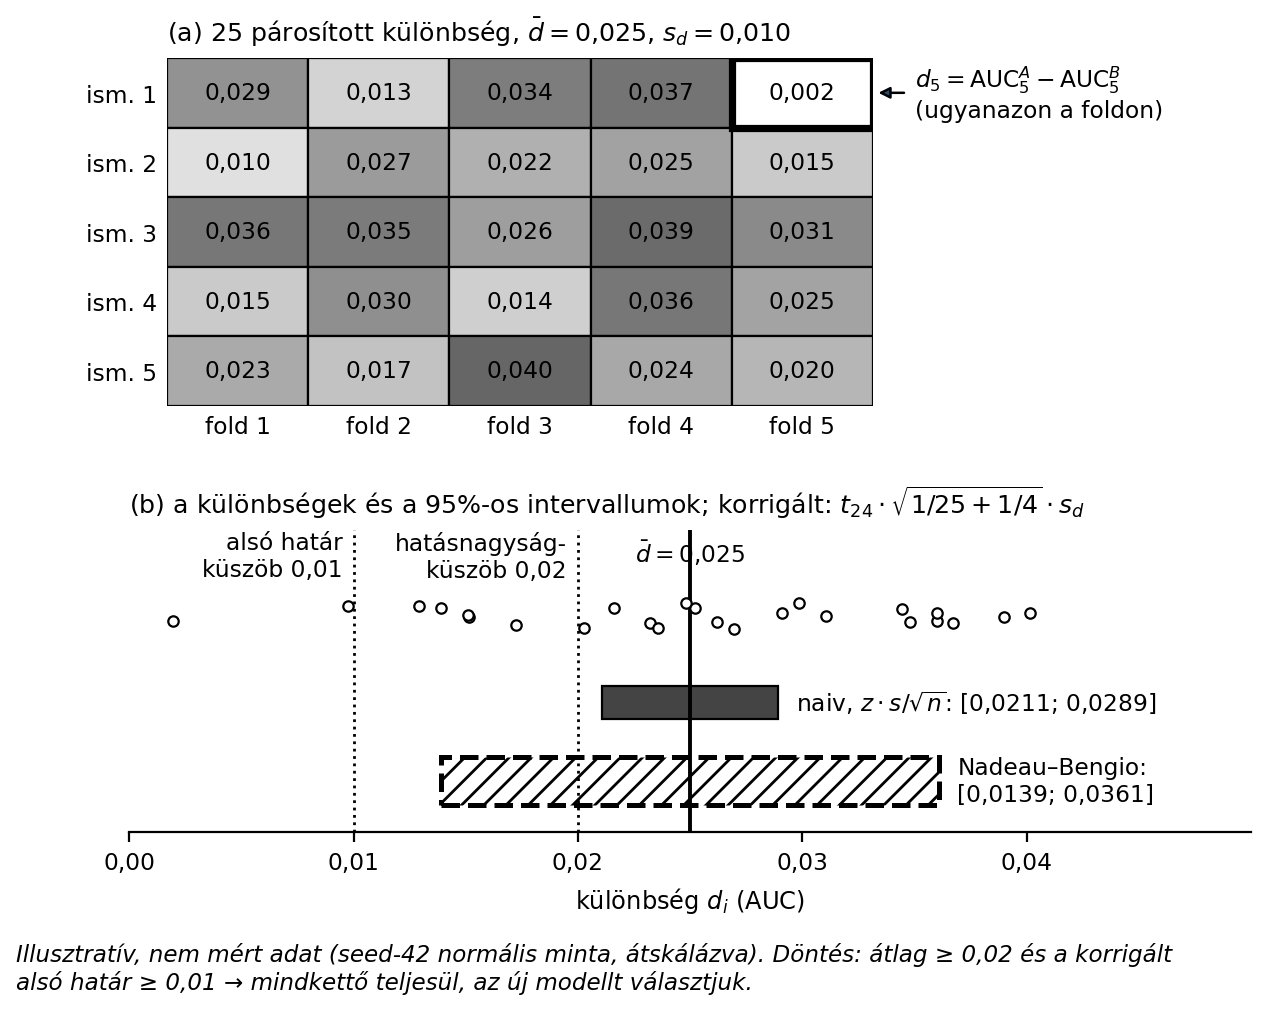 (a) 25 párosított különbség, d̄ = 0,025, s_d = 0,010
ism. 1 0,029 0,013 0,034 0,037 0,002
d₅ = AUC₅ᴬ − AUC₅ᴮ
(ugyanazon a foldon)
ism. 2 0,010 0,027 0,022 0,025 0,015
ism. 3 0,036 0,035 0,026 0,039 0,031
ism. 4 0,015 0,030 0,014 0,036 0,025
ism. 5 0,023 0,017 0,040 0,024 0,020
fold 1 fold 2 fold 3 fold 4 fold 5
(b) a különbségek és a 95%-os intervallumok; korrigált: t₂₄ · √(1/25 + 1/4) · s_d
alsó határ
küszöb 0,01
hatásnagyság-
küszöb 0,02
d̄ = 0,025
naiv, z · s/√n: [0,0211; 0,0289]
Nadeau–Bengio:
[0,0139; 0,0361]
0,00 0,01 0,02 0,03 0,04
különbség dᵢ (AUC)
Illusztratív, nem mért adat (seed-42 normális minta, átskálázva). Döntés: átlag ≥ 0,02 és a korrigált
alsó határ ≥ 0,01 → mindkettő teljesül, az új modellt választjuk.